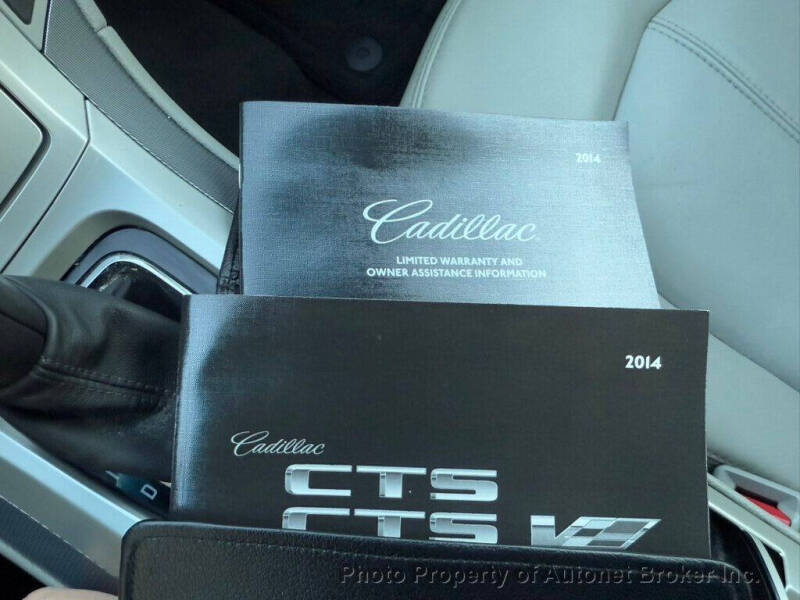 2014
Cadillac
LIMITED WARRANTY AND
OWNER ASSISTANCE INFORMATION
2014
Cadillac
CTS
CTS V
D
Photo Property of Autonet Broker Inc.